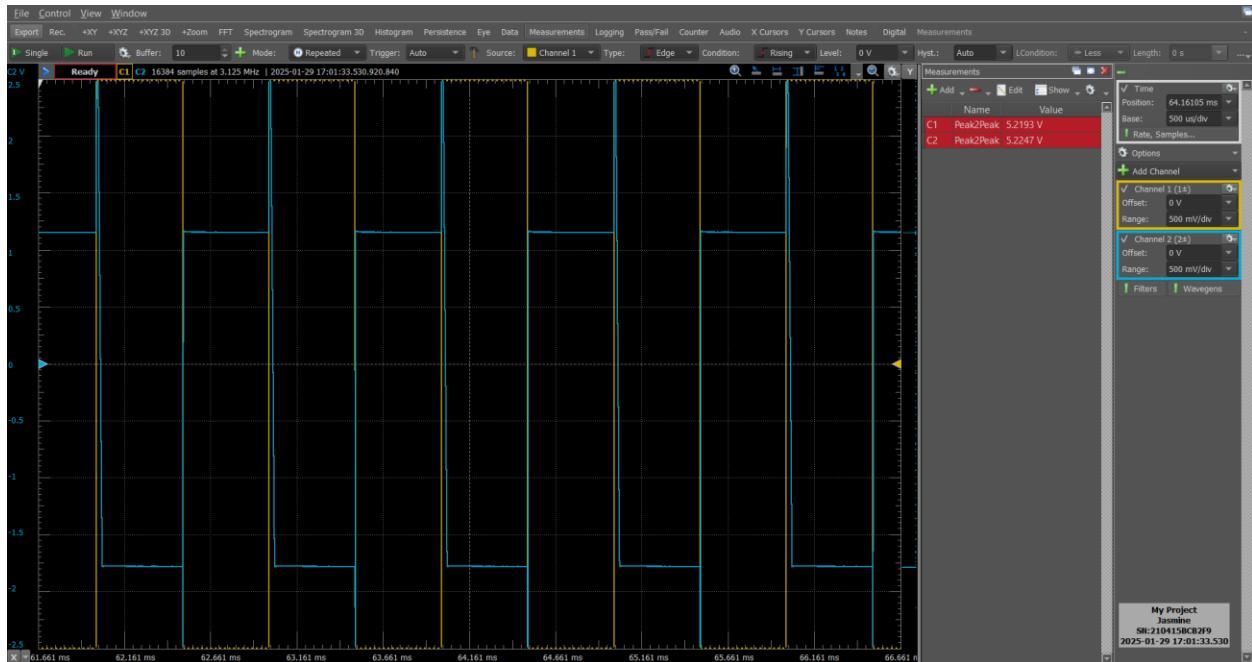 File Control View Window
Export Rec. +XY +XYZ +XYZ 3D +Zoom FFT Spectrogram Spectrogram 3D Histogram Persistence Eye Data Measurements Logging Pass/Fail Counter Audio X Cursors Y Cursors Notes Digital Measurements
Single Run Buffer: 10 Mode: Repeated Trigger: Auto Source: Channel 1 Type: Edge Condition: Rising Level: 0 V Hyst.: Auto LCondition: Less Length: 0 s ...
C2 V Ready C1 C2 16384 samples at 3.125 MHz | 2025-01-29 17:01:33.530.920.840 Y
2.5
2
1.5
1
0.5
0
-0.5
-1
-1.5
-2
-2.5
X 61.661 ms 62.161 ms 62.661 ms 63.161 ms 63.661 ms 64.161 ms 64.661 ms 65.161 ms 65.661 ms 66.161 ms 66.661 m
Measurements
Add Edit Show
Name Value
C1 Peak2Peak 5.2193 V
C2 Peak2Peak 5.2247 V
Time
Position: 64.16105 ms
Base: 500 us/div
Rate, Samples...
Options
Add Channel
Channel 1 (1±)
Offset: 0 V
Range: 500 mV/div
Channel 2 (2±)
Offset: 0 V
Range: 500 mV/div
Filters Wavegens
My Project
Jasmine
SN:210415BCB2F9
2025-01-29 17:01:33.530